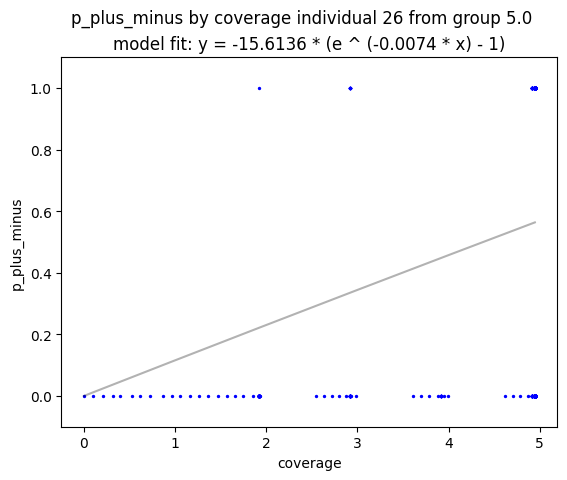 p_plus_minus by coverage individual 26 from group 5.0
model fit: y = -15.6136 * (e ^ (-0.0074 * x) - 1)
1.0
0.8
0.6
0.4
0.2
0.0
p_plus_minus
0 1 2 3 4 5
coverage